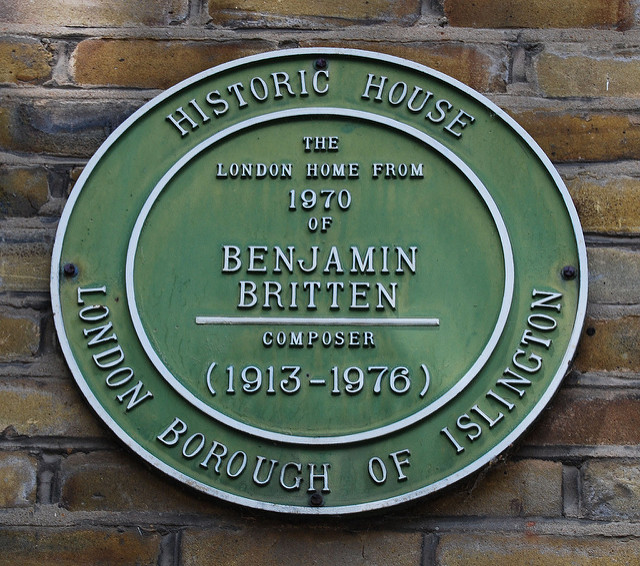 HISTORIC HOUSE
THE
LONDON HOME FROM
1970
OF
BENJAMIN
BRITTEN
COMPOSER
(1913-1976)
LONDON BOROUGH OF ISLINGTON